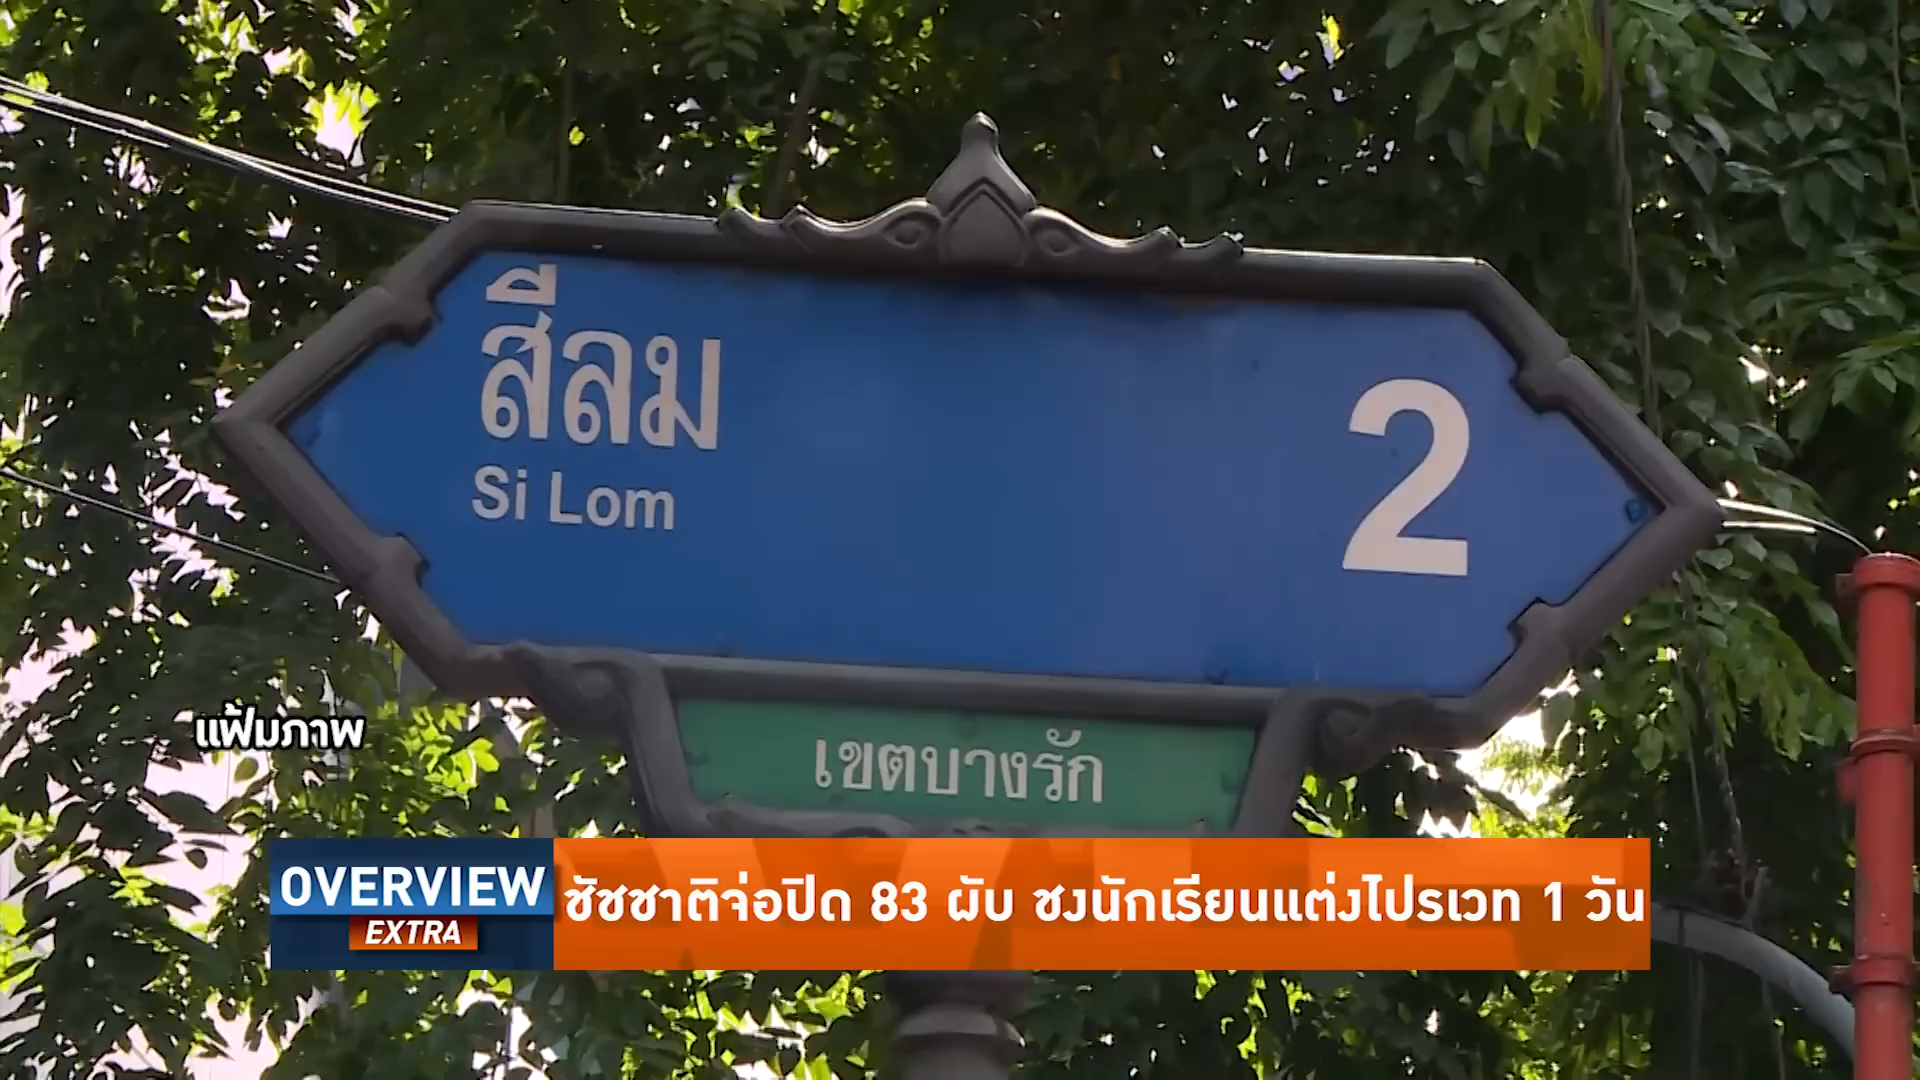 สีลม
Si Lom
2
แฟ้มภาพ
เขตบางรัก
OVERVIEW
EXTRA
ชัชชาติจ่อปิด 83 ผับ ชงนักเรียนแต่งไปรเวท 1 วัน